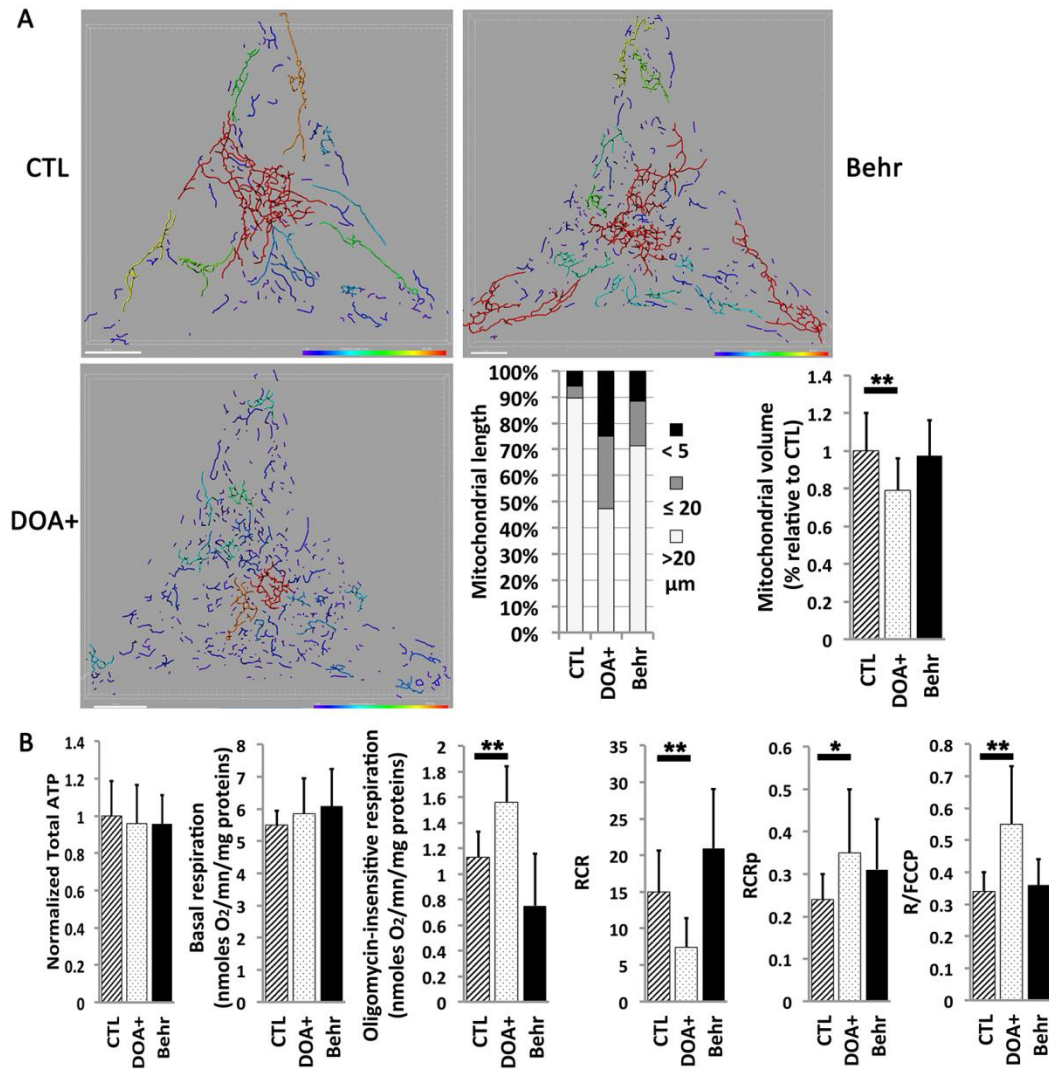 A
CTL
Behr
DOA+
Mitochondrial length
100%
90%
80%
70%
60%
50%
40%
30%
20%
10%
0%
CTL
DOA+
Behr
< 5
≤ 20
>20
µm
Mitochondrial volume
(% relative to CTL)
1.4
1.2
1
0.8
0.6
0.4
0.2
0
**
CTL
DOA+
Behr
B
Normalized Total ATP
1.4
1.2
1
0.8
0.6
0.4
0.2
0
CTL
DOA+
Behr
Basal respiration
(nmoles O2/mn/mg proteins)
8
7
6
5
4
3
2
1
0
CTL
DOA+
Behr
Oligomycin-insensitive respiration
(nmoles O2/mn/mg proteins)
2
1.8
1.6
1.4
1.2
1
0.8
0.6
0.4
0.2
0
**
CTL
DOA+
Behr
RCR
35
30
25
20
15
10
5
0
**
CTL
DOA+
Behr
RCRp
0.6
0.5
0.4
0.3
0.2
0.1
0
*
CTL
DOA+
Behr
R/FCCP
0.8
0.7
0.6
0.5
0.4
0.3
0.2
0.1
0
**
CTL
DOA+
Behr